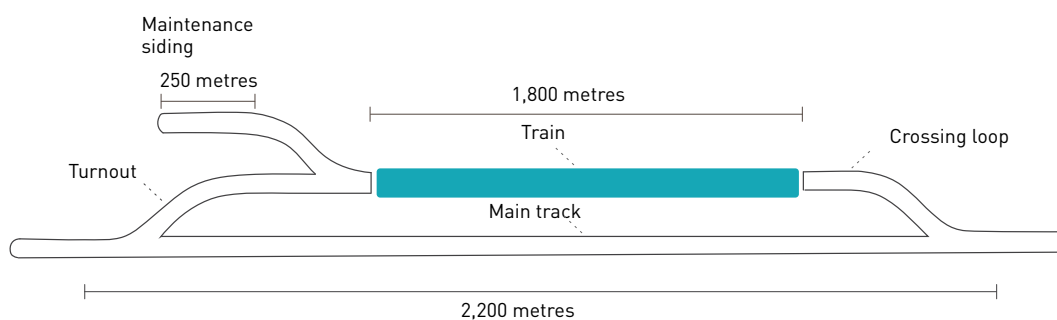 Maintenance
siding
250 metres
1,800 metres
Train
Crossing loop
Turnout
Main track
2,200 metres